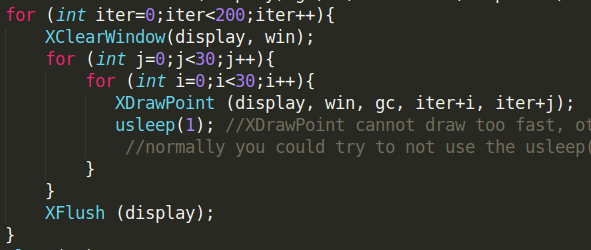 for (int iter=0;iter<200;iter++){
XClearWindow(display, win);
for (int j=0;j<30;j++){
for (int i=0;i<30;i++){
XDrawPoint (display, win, gc, iter+i, iter+j);
usleep(1); //XDrawPoint cannot draw too fast, ot
//normally you could try to not use the usleep(
}
}
XFlush (display);
}